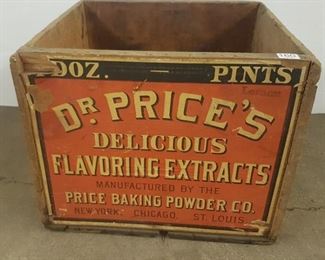 DOZ. PINTS
Lemon
DR. PRICE'S
DELICIOUS
FLAVORING EXTRACTS
MANUFACTURED BY THE
PRICE BAKING POWDER CO.
NEW YORK. CHICAGO. ST. LOUIS.